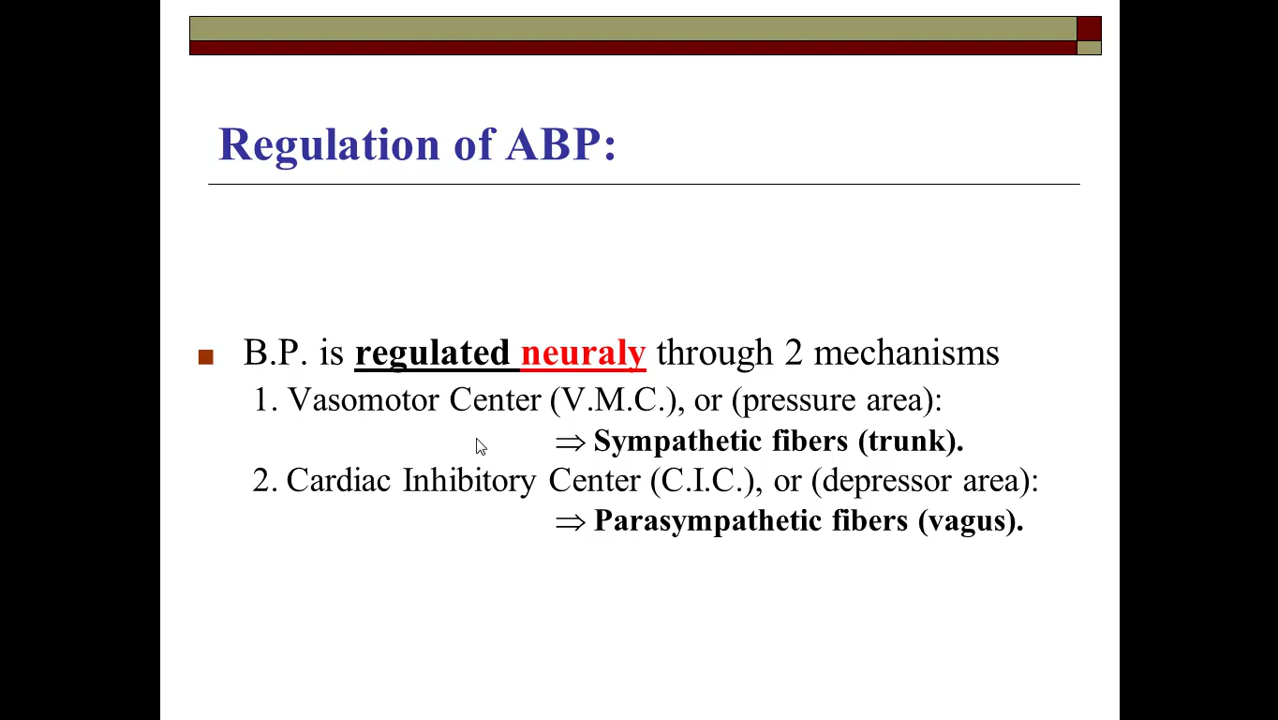 Regulation of ABP:
■ B.P. is regulated neuraly through 2 mechanisms
1. Vasomotor Center (V.M.C.), or (pressure area):
⇒ Sympathetic fibers (trunk).
2. Cardiac Inhibitory Center (C.I.C.), or (depressor area):
⇒ Parasympathetic fibers (vagus).